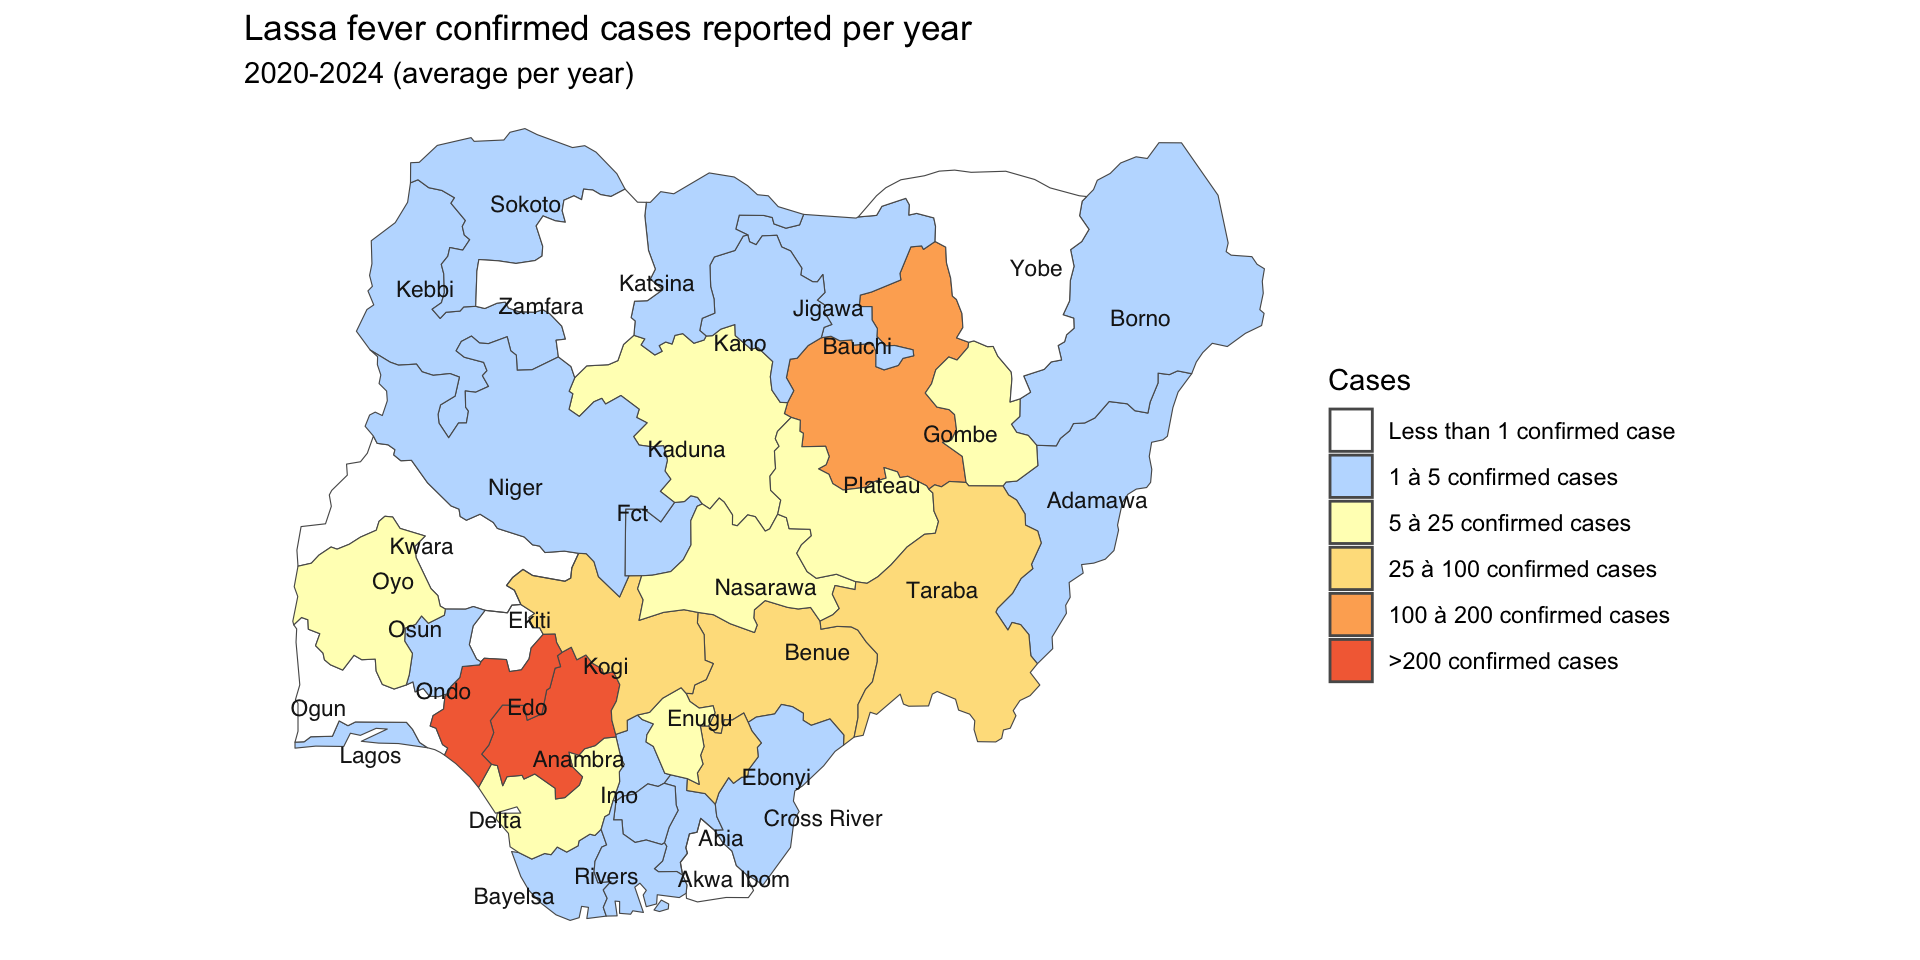 Lassa fever confirmed cases reported per year
2020-2024 (average per year)
Sokoto
Yobe
Katsina
Kebbi
Zamfara
Jigawa
Borno
Kano
Bauchi
Gombe
Kaduna
Niger
Plateau
Adamawa
Fct
Kwara
Oyo
Nasarawa
Taraba
Ekiti
Osun
Benue
Kogi
Ondo
Edo
Ogun
Enugu
Lagos
Anambra
Ebonyi
Imo
Delta
Cross River
Abia
Rivers
Akwa Ibom
Bayelsa
Cases
Less than 1 confirmed case
1 à 5 confirmed cases
5 à 25 confirmed cases
25 à 100 confirmed cases
100 à 200 confirmed cases
>200 confirmed cases